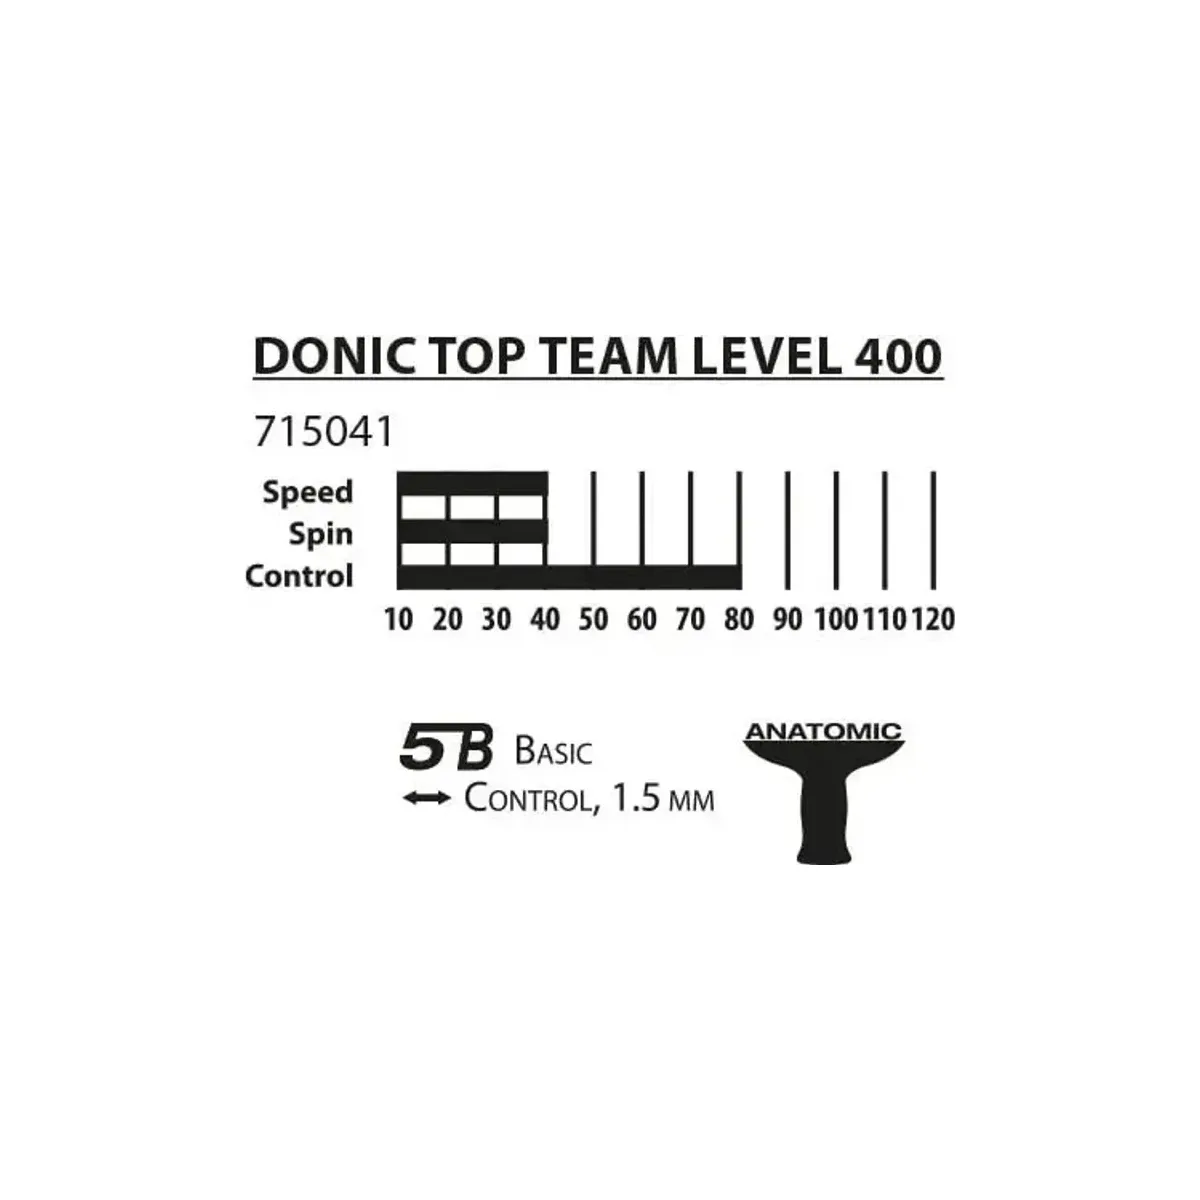 DONIC TOP TEAM LEVEL 400
715041
Speed
Spin
Control
10 20 30 40 50 60 70 80 90 100 110 120
5B BASIC
CONTROL, 1.5 MM
ANATOMIC